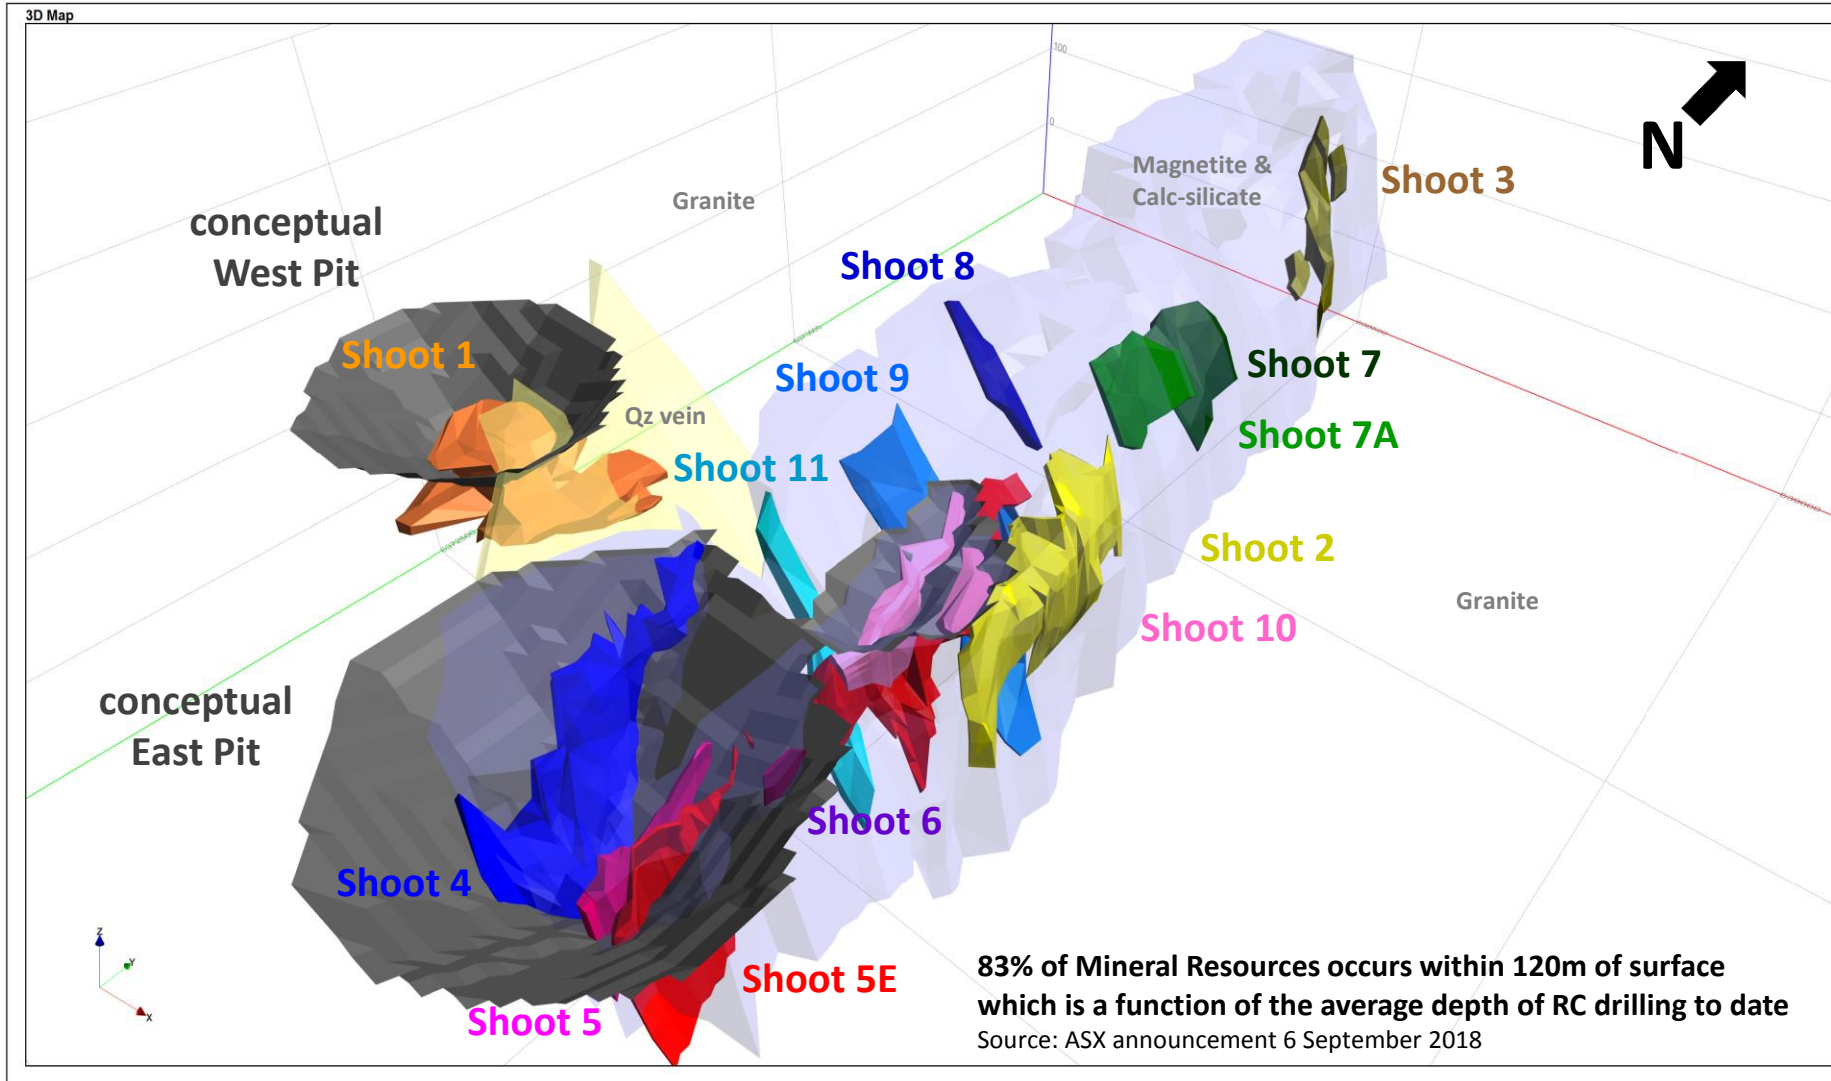 3D Map
100
0
N
Granite
Magnetite &
Calc-silicate
Shoot 3
conceptual
West Pit
Shoot 8
Shoot 1
Shoot 9
Shoot 7
Qz vein
Shoot 7A
Shoot 11
Shoot 2
Granite
Shoot 10
conceptual
East Pit
Shoot 6
Shoot 4
Shoot 5E
Shoot 5
Z
Y
X
83% of Mineral Resources occurs within 120m of surface
which is a function of the average depth of RC drilling to date
Source: ASX announcement 6 September 2018